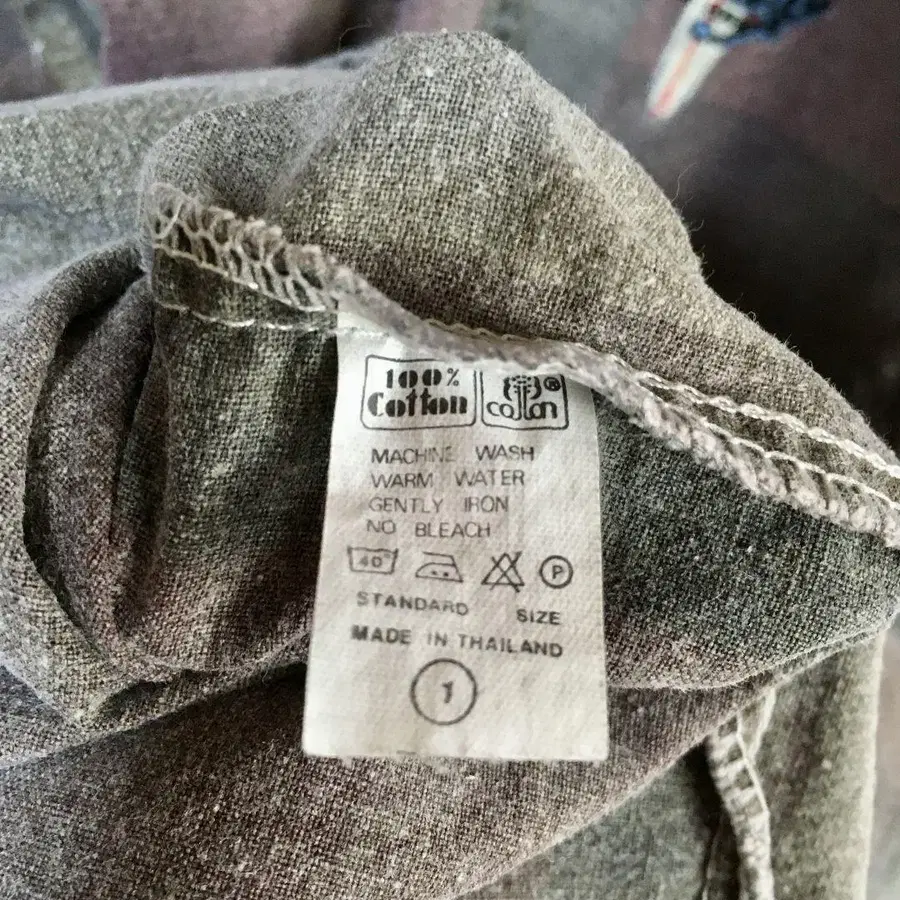 100%
Cotton
cotton®
MACHINE WASH
WARM WATER
GENTLY IRON
NO BLEACH
40°
P
STANDARD SIZE
MADE IN THAILAND
1